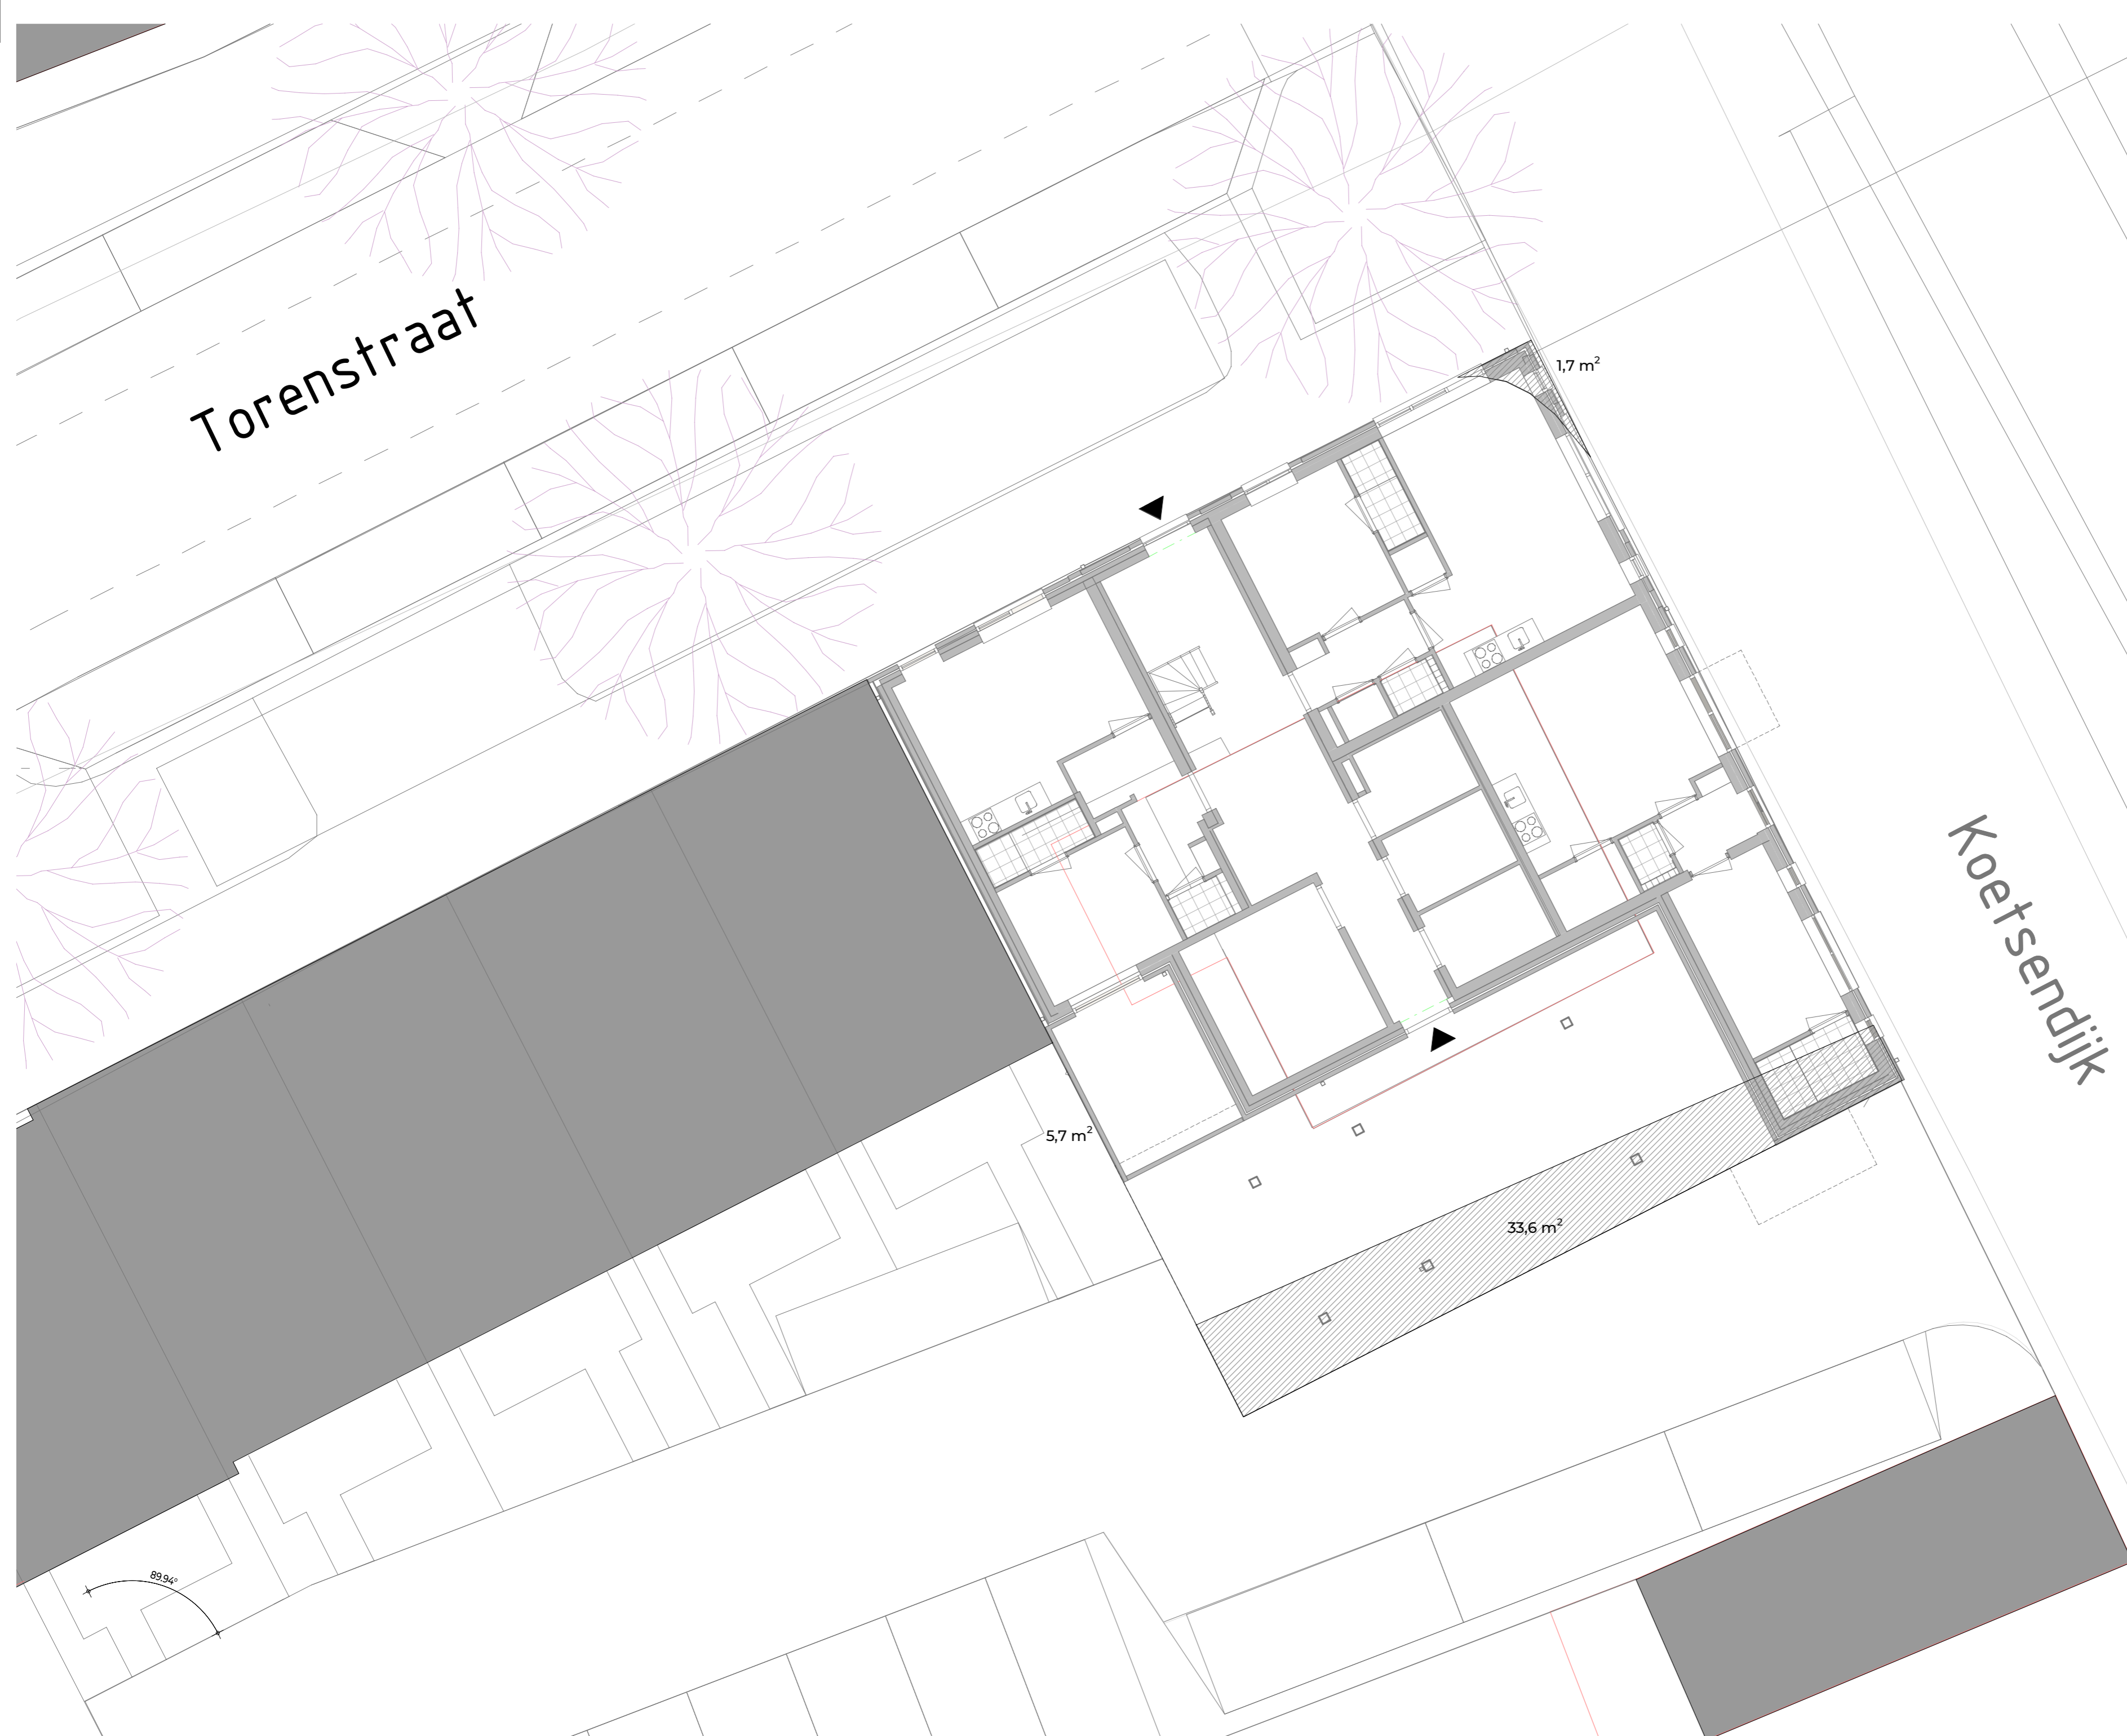 Torenstraat
1,7 m²
Koetsendijk
5,7 m²
33,6 m²
89.94°